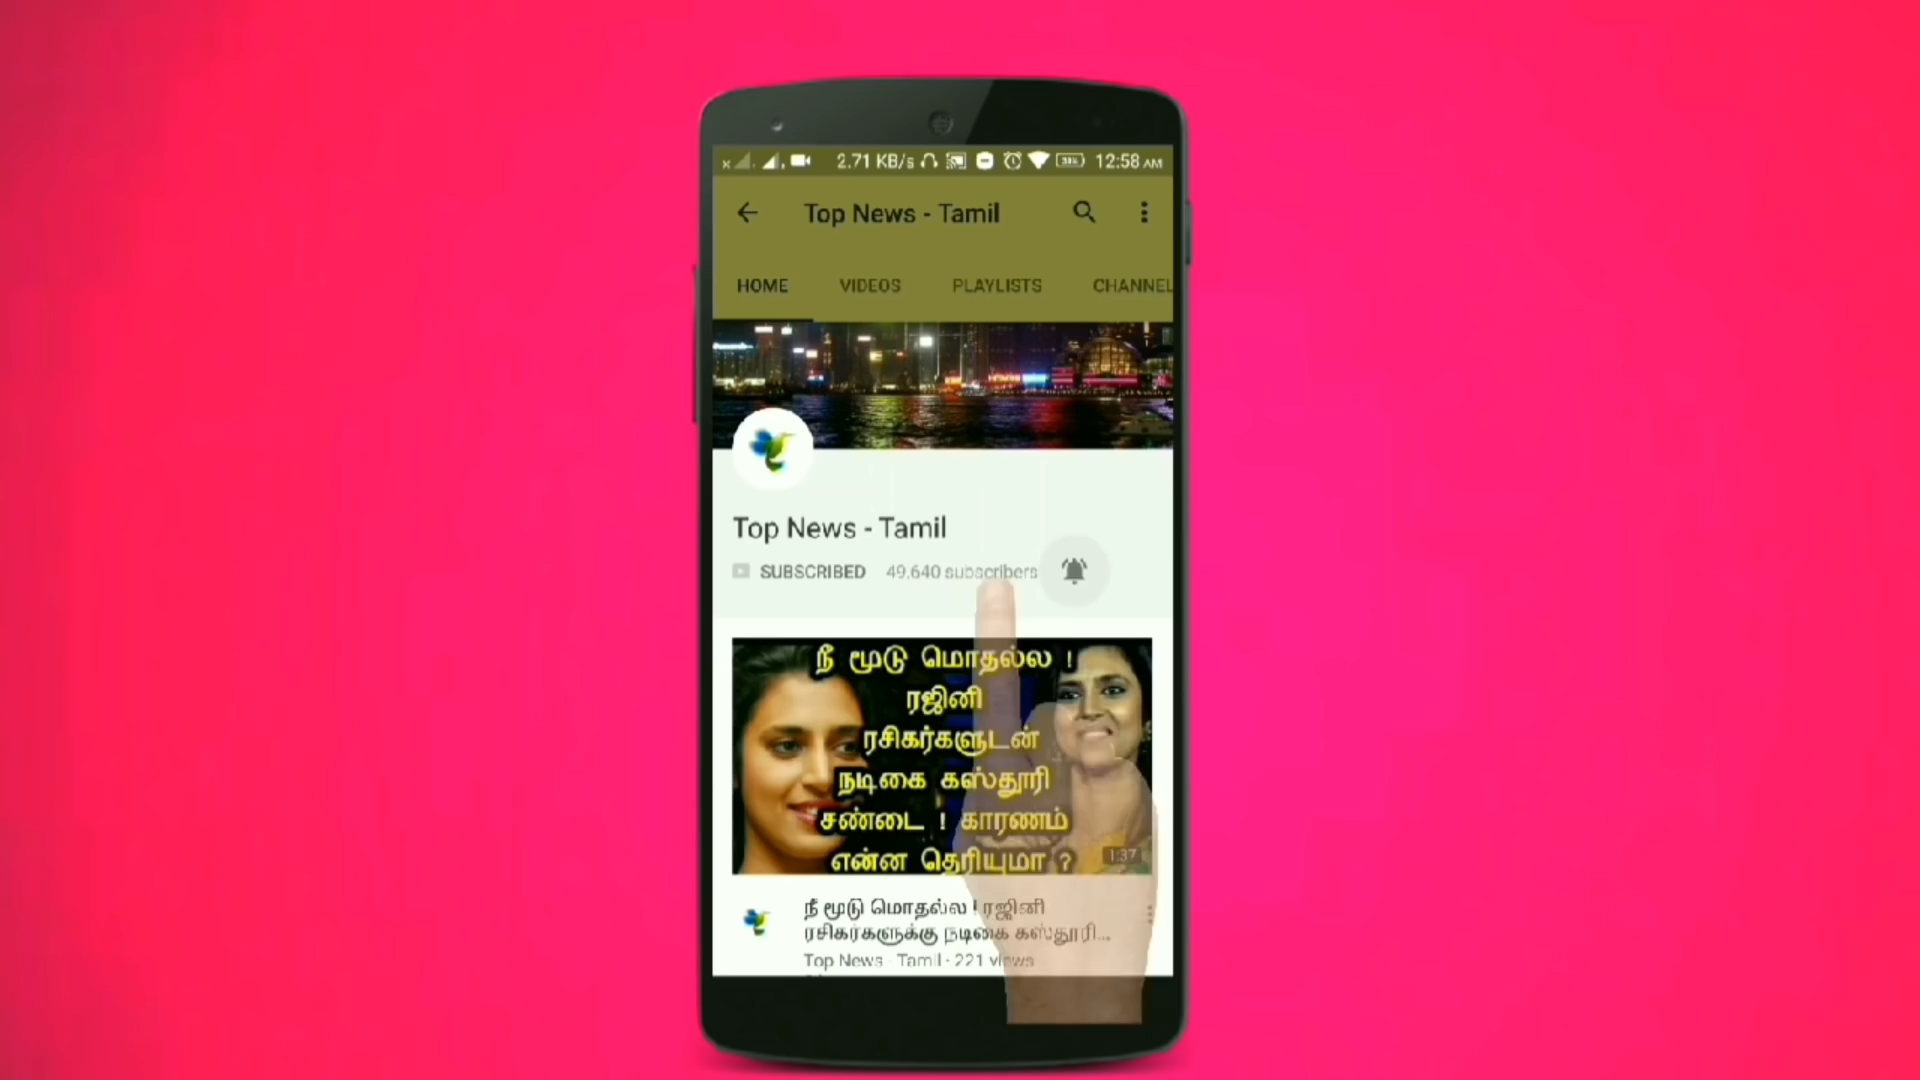 2.71 KB/s 12:58 AM
Top News - Tamil
HOME VIDEOS PLAYLISTS CHANNEL
Top News - Tamil
SUBSCRIBED 49,640 subscribers
நீ மூடு மொதல்ல !
ரஜினி
ரசிகர்களுடன்
நடிகை கஸ்தூரி
சண்டை ! காரணம்
என்ன தெரியுமா ?
1:37
நீ மூடு மொதல்ல ! ரஜினி
ரசிகர்களுக்கு நடிகை கஸ்தூரி...
Top News - Tamil · 221 views